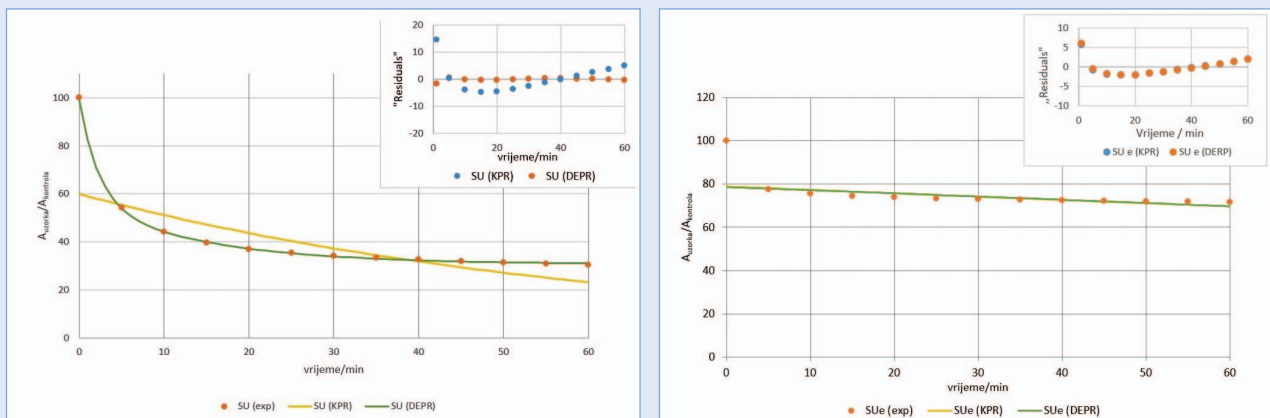 20
10
0
-10
-20
0
20
40
60
"Residuals"
vrijeme/min
SU (KPR)
SU (DEPR)
100
80
60
40
20
0
0
10
20
30
40
50
60
Auzorka/Akontrola
vrijeme/min
SU (exp)
SU (KPR)
SU (DEPR)
10
5
0
-5
-10
0
20
40
60
„Residuals"
Vrijeme / min
SU e (KPR)
SU e (DERP)
120
100
80
60
40
20
0
0
10
20
30
40
50
60
Auzorka/Akontrola
vrijeme/min
SUe (exp)
SUe (KPR)
SUe (DEPR)